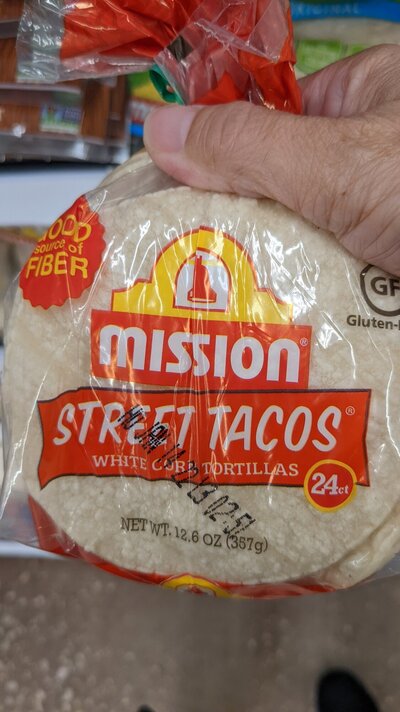 ORIGINAL
GOOD
source of
FIBER
GF
Gluten-
MISSION®
STREET TACOS®
WHITE CORN TORTILLAS
24ct
NET WT. 12.6 OZ (357g)